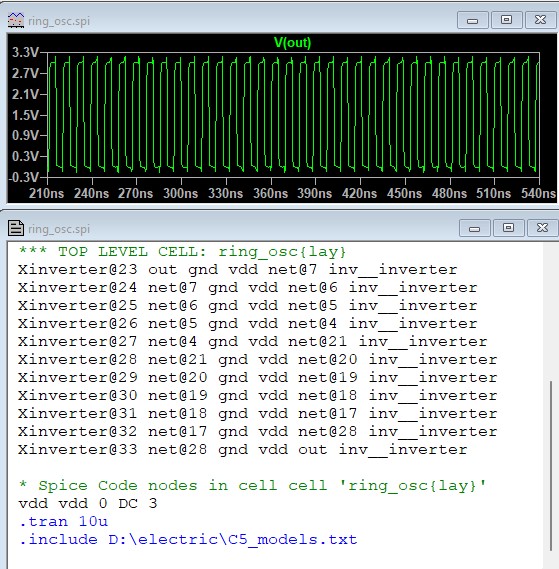 ring_osc.spi
V(out)
3.3V
2.7V
2.1V
1.5V
0.9V
0.3V
-0.3V
210ns 240ns 270ns 300ns 330ns 360ns 390ns 420ns 450ns 480ns 510ns 540ns
ring_osc.spi
*** TOP LEVEL CELL: ring_osc{lay}
Xinverter@23 out gnd vdd net@7 inv__inverter
Xinverter@24 net@7 gnd vdd net@6 inv__inverter
Xinverter@25 net@6 gnd vdd net@5 inv__inverter
Xinverter@26 net@5 gnd vdd net@4 inv__inverter
Xinverter@27 net@4 gnd vdd net@21 inv__inverter
Xinverter@28 net@21 gnd vdd net@20 inv__inverter
Xinverter@29 net@20 gnd vdd net@19 inv__inverter
Xinverter@30 net@19 gnd vdd net@18 inv__inverter
Xinverter@31 net@18 gnd vdd net@17 inv__inverter
Xinverter@32 net@17 gnd vdd net@28 inv__inverter
Xinverter@33 net@28 gnd vdd out inv__inverter
* Spice Code nodes in cell cell 'ring_osc{lay}'
vdd vdd 0 DC 3
.tran 10u
.include D:\electric\C5_models.txt